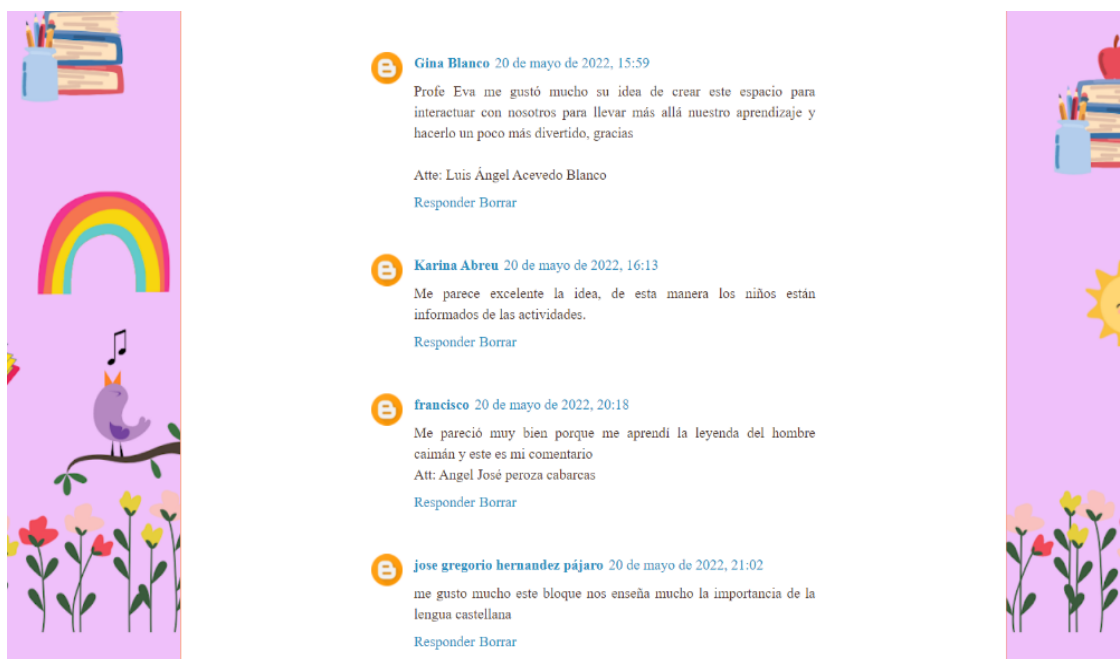 Gina Blanco 20 de mayo de 2022, 15:59
Profe Eva me gustó mucho su idea de crear este espacio para
interactuar con nosotros para llevar más allá nuestro aprendizaje y
hacerlo un poco más divertido, gracias
Atte: Luis Ángel Acevedo Blanco
Responder Borrar
Karina Abreu 20 de mayo de 2022, 16:13
Me parece excelente la idea, de esta manera los niños están
informados de las actividades.
Responder Borrar
francisco 20 de mayo de 2022, 20:18
Me pareció muy bien porque me aprendí la leyenda del hombre
caimán y este es mi comentario
Att: Angel José peroza cabarcas
Responder Borrar
jose gregorio hernandez pájaro 20 de mayo de 2022, 21:02
me gusto mucho este bloque nos enseña mucho la importancia de la
lengua castellana
Responder Borrar